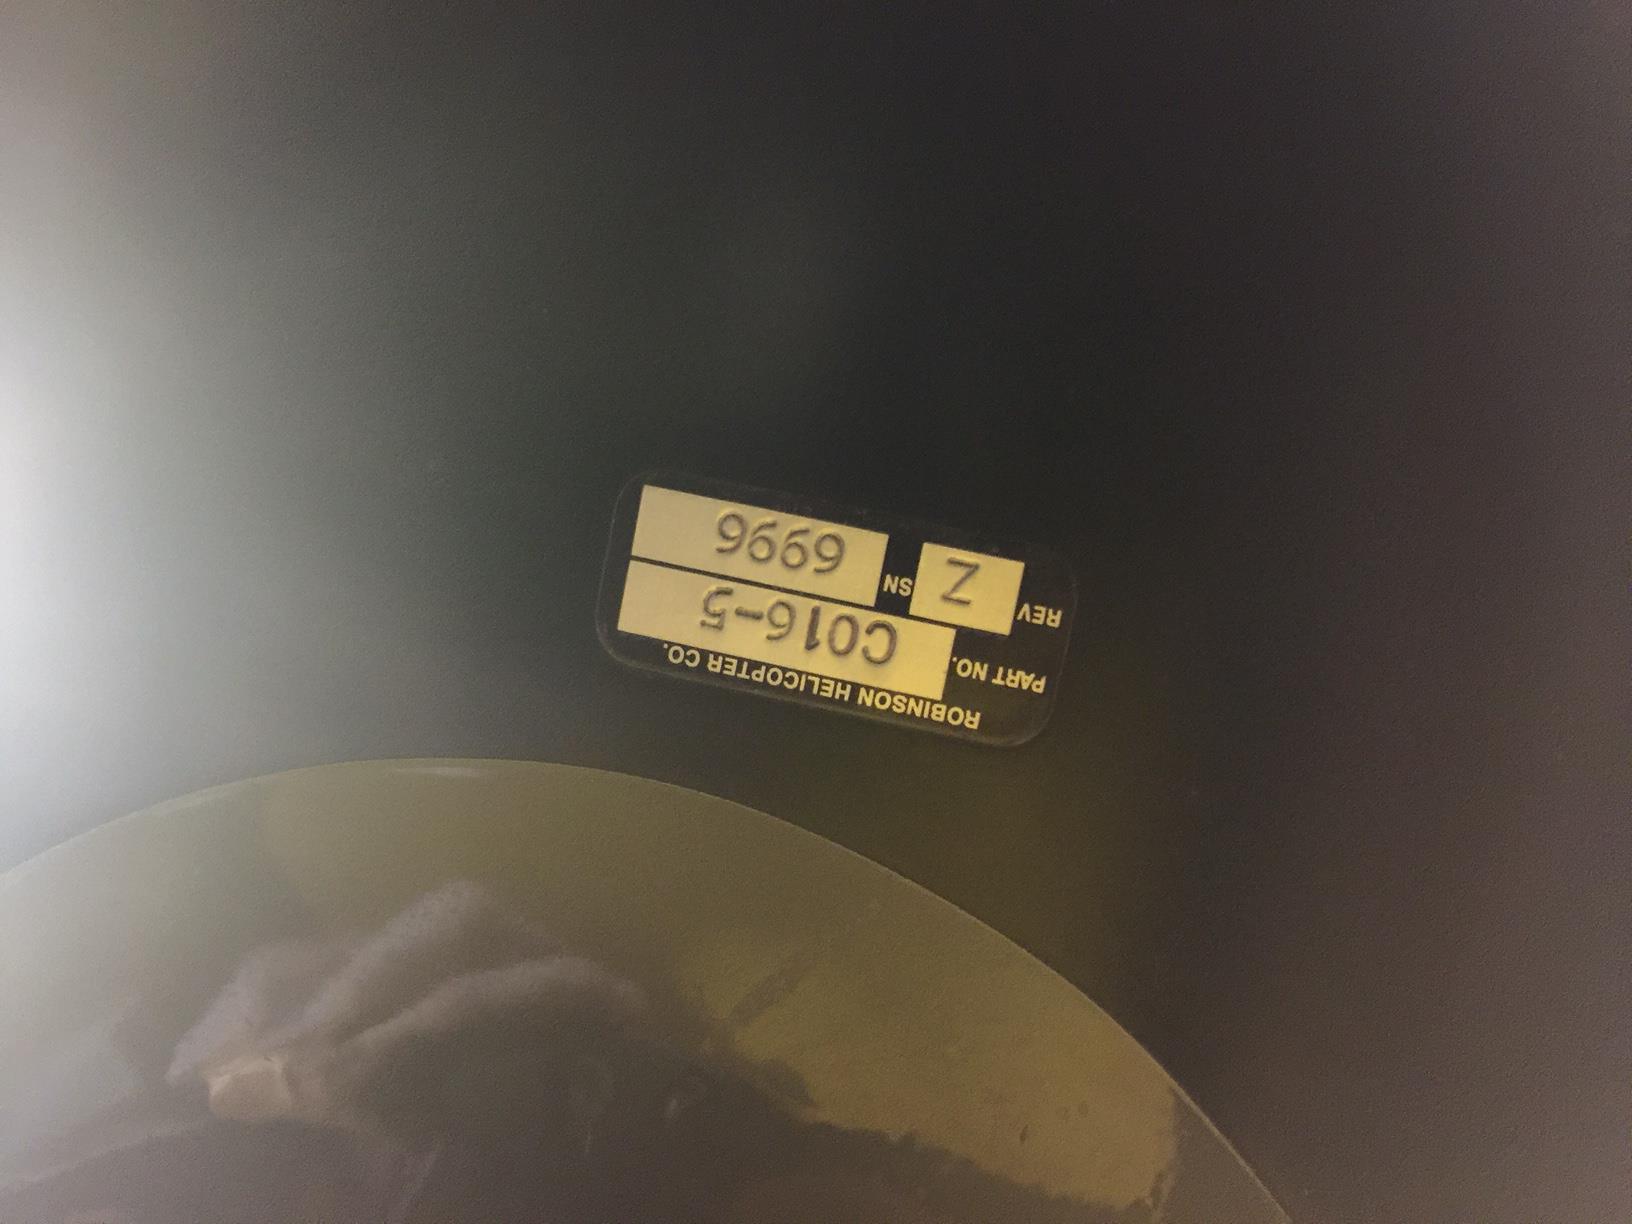 ROBINSON HELICOPTER CO.
PART NO. C016-5
REV Z SN 6996